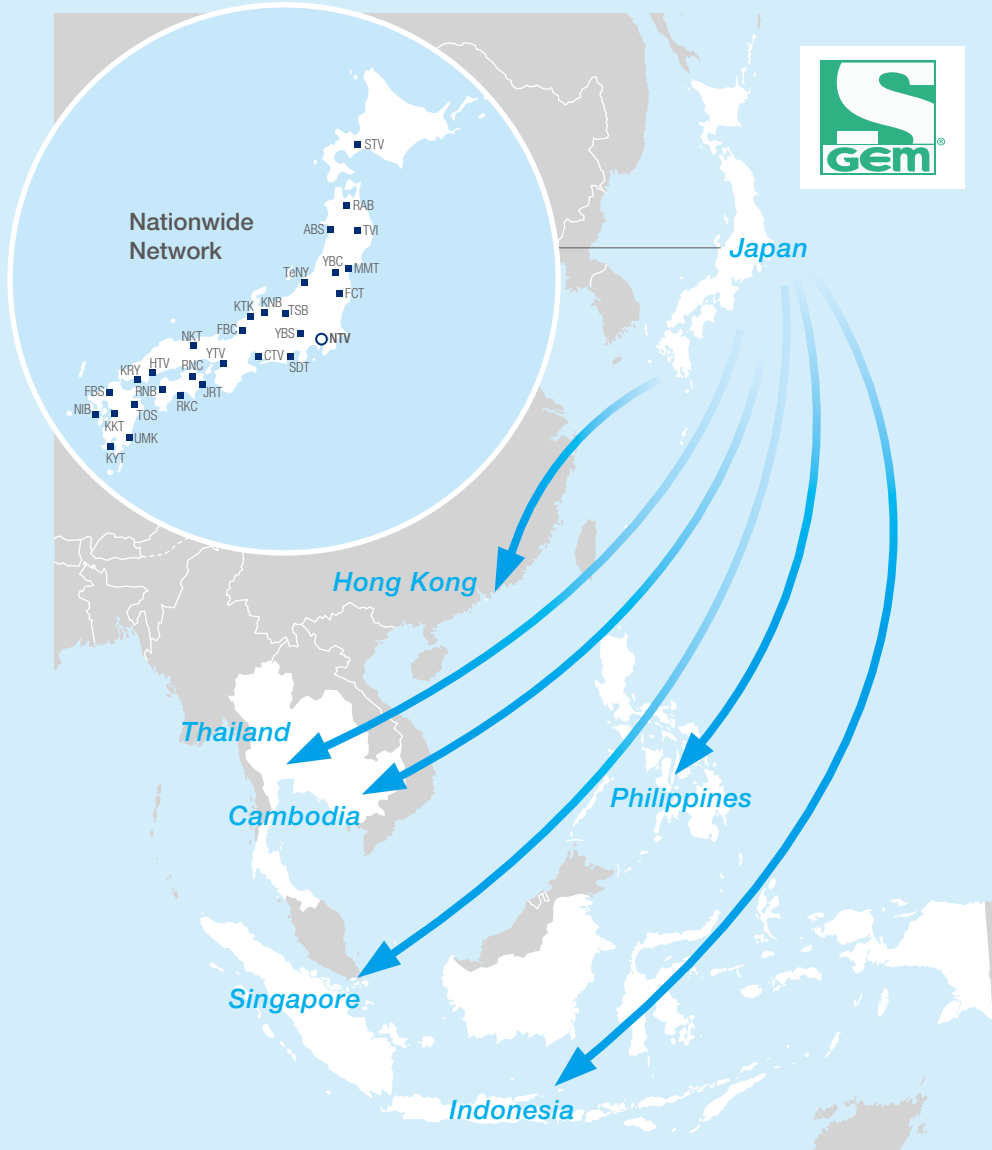 Nationwide
Network
STV
RAB
ABS
TVI
YBC
MMT
TeNY
FCT
KTK
KNB
TSB
FBC
YBS
NTV
NKT
YTV
CTV
SDT
KRY
HTV
RNC
FBS
RNB
JRT
RKC
NIB
TOS
KKT
UMK
KYT
S
GEM®
Japan
Hong Kong
Thailand
Cambodia
Philippines
Singapore
Indonesia